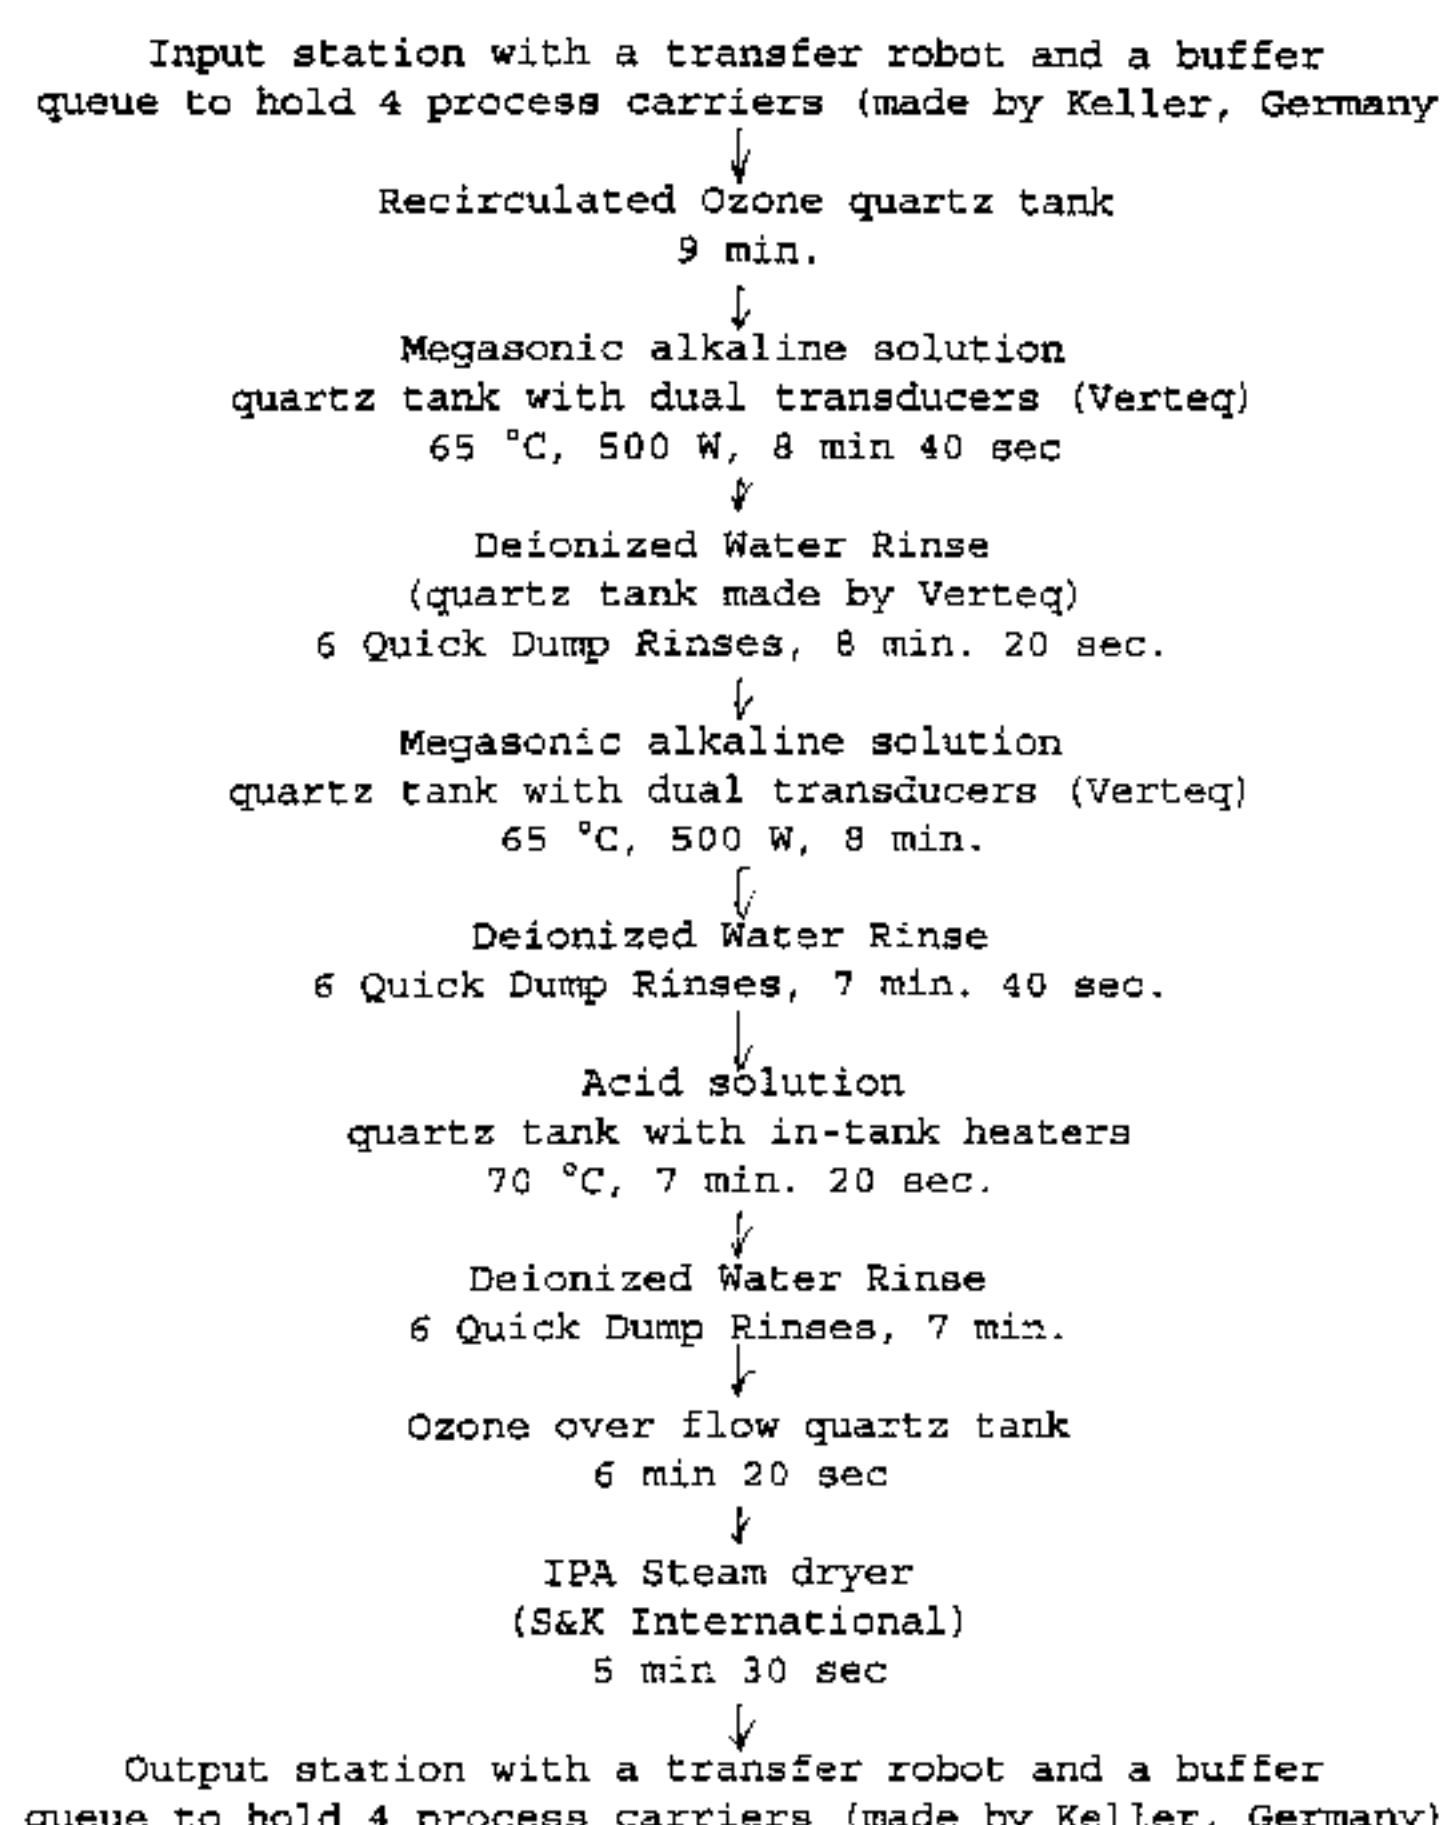 Input station with a transfer robot and a buffer
queue to hold 4 process carriers (made by Keller, Germany
Recirculated Ozone quartz tank
9 min.
Megasonic alkaline solution
quartz tank with dual transducers (Verteq)
65 °C, 500 W, 8 min 40 sec
Deionized Water Rinse
(quartz tank made by Verteq)
6 Quick Dump Rinses, 8 min. 20 sec.
Megasonic alkaline solution
quartz tank with dual transducers (Verteq)
65 °C, 500 W, 8 min.
Deionized Water Rinse
6 Quick Dump Rinses, 7 min. 40 sec.
Acid solution
quartz tank with in-tank heaters
70 °C, 7 min. 20 sec.
Deionized Water Rinse
6 Quick Dump Rinses, 7 min.
Ozone over flow quartz tank
6 min 20 sec
IPA Steam dryer
(S&K International)
5 min 30 sec
Output station with a transfer robot and a buffer
queue to hold 4 process carriers (made by Keller, Germany)